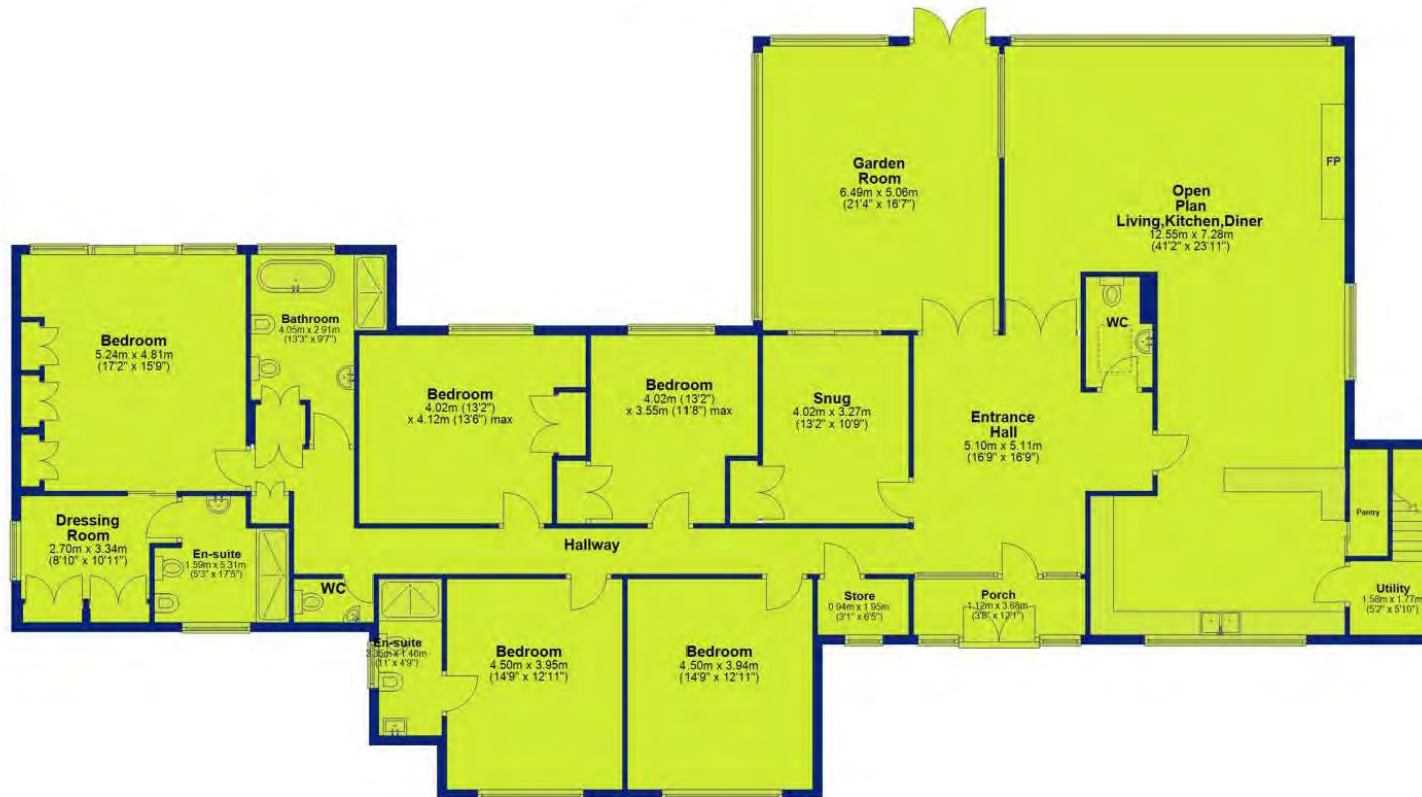 Garden
Room
6.49m x 5.06m
(21'4" x 16'7")
FP
Open
Plan
Living,Kitchen,Diner
12.55m x 7.28m
(41'2" x 23'11")
Bedroom
5.24m x 4.81m
(17'2" x 15'9")
Bathroom
4.05m x 2.91m
(13'3" x 9'7")
WC
Bedroom
4.02m (13'2")
x 4.12m (13'6") max
Bedroom
4.02m (13'2")
x 3.55m (11'8") max
Snug
4.02m x 3.27m
(13'2" x 10'9")
Entrance
Hall
5.10m x 5.11m
(16'9" x 16'9")
Pantry
Dressing
Room
2.70m x 3.34m
(8'10" x 10'11")
En-suite
1.59m x 5.31m
(5'3" x 17'5")
Hallway
WC
Store
0.94m x 1.95m
(3'1" x 6'5")
Porch
1.12m x 3.68m
(3'8" x 12'1")
Utility
1.58m x 1.77m
(5'2" x 5'10")
En-suite
3.35m x 1.46m
(11' x 4'9")
Bedroom
4.50m x 3.95m
(14'9" x 12'11")
Bedroom
4.50m x 3.94m
(14'9" x 12'11")